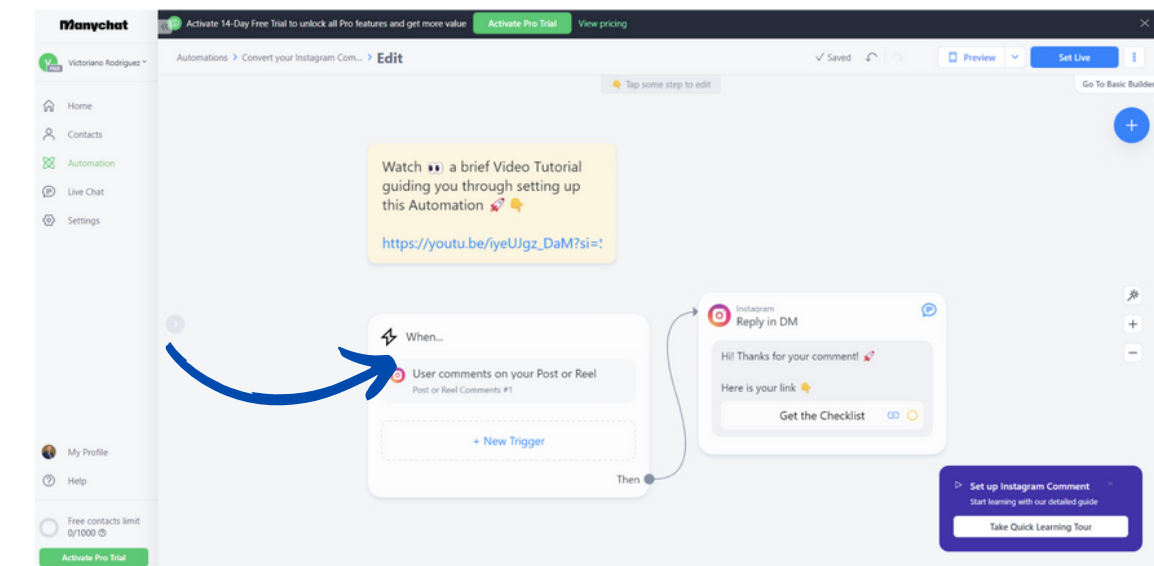 Manychat
Activate 14-Day Free Trial to unlock all Pro features and get more value
Activate Pro Trial
View pricing
Victoriano Rodriguez
FREE
Automations > Convert your Instagram Com... > Edit
Saved
Preview
Set Live
👇 Tap some step to edit
Go To Basic Builder
Home
Contacts
Automation
Live Chat
Settings
Watch 👀 a brief Video Tutorial
guiding you through setting up
this Automation 🚀 👇
https://youtu.be/iyeUJgz_DaM?si=
When...
User comments on your Post or Reel
Post or Reel Comments #1
+ New Trigger
Then
Instagram
Reply in DM
Hi! Thanks for your comment! 🚀
Here is your link 👇
Get the Checklist
My Profile
Help
Free contacts limit
0/1000
Activate Pro Trial
Set up Instagram Comment
Start learning with our detailed guide
Take Quick Learning Tour